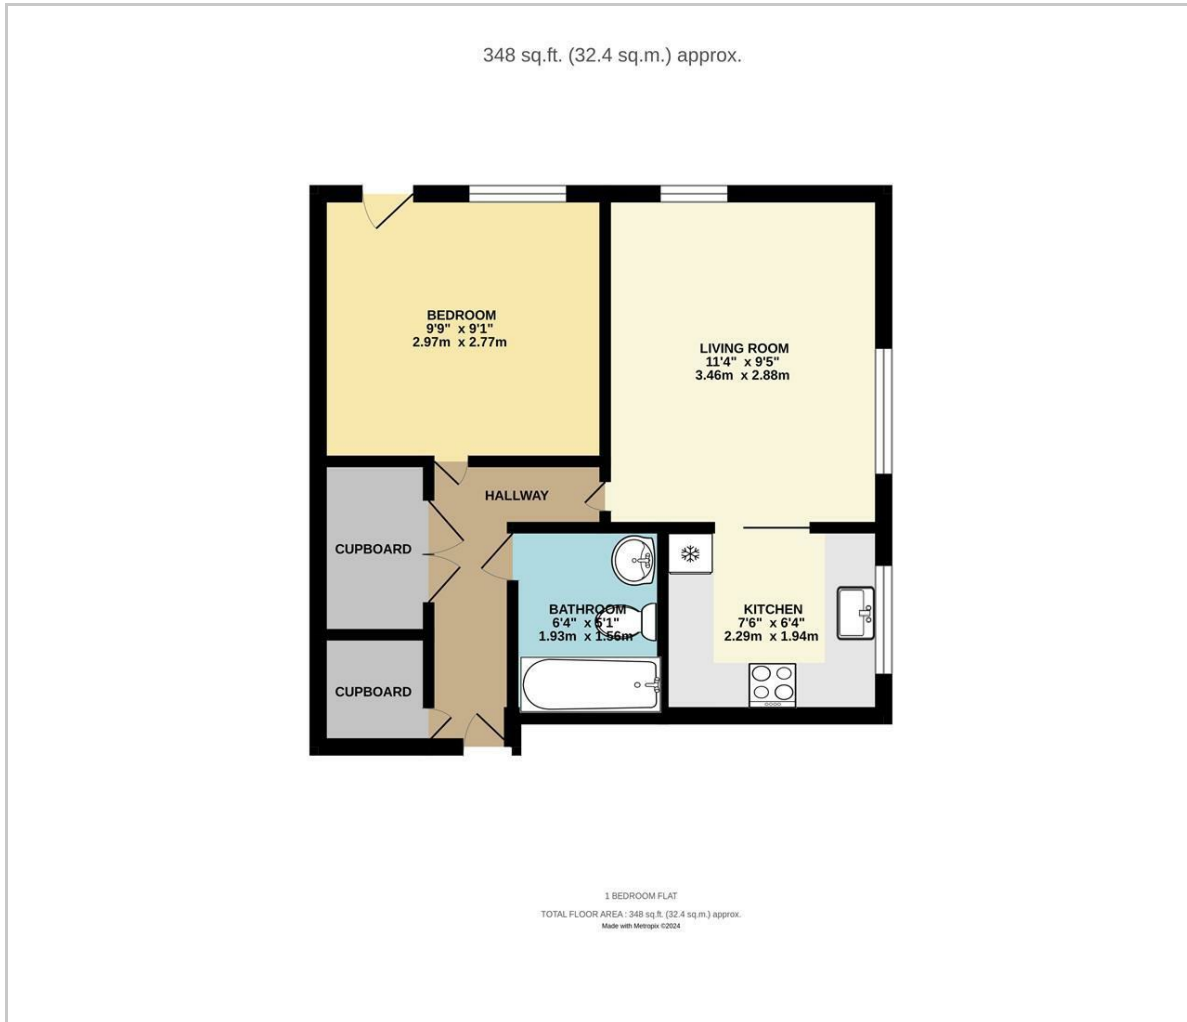 348 sq.ft. (32.4 sq.m.) approx.
BEDROOM
9'9" x 9'1"
2.97m x 2.77m
LIVING ROOM
11'4" x 9'5"
3.46m x 2.88m
HALLWAY
CUPBOARD
BATHROOM
6'4" x 5'1"
1.93m x 1.56m
KITCHEN
7'6" x 6'4"
2.29m x 1.94m
CUPBOARD
1 BEDROOM FLAT
TOTAL FLOOR AREA : 348 sq.ft. (32.4 sq.m.) approx.
Made with Metropix ©2024